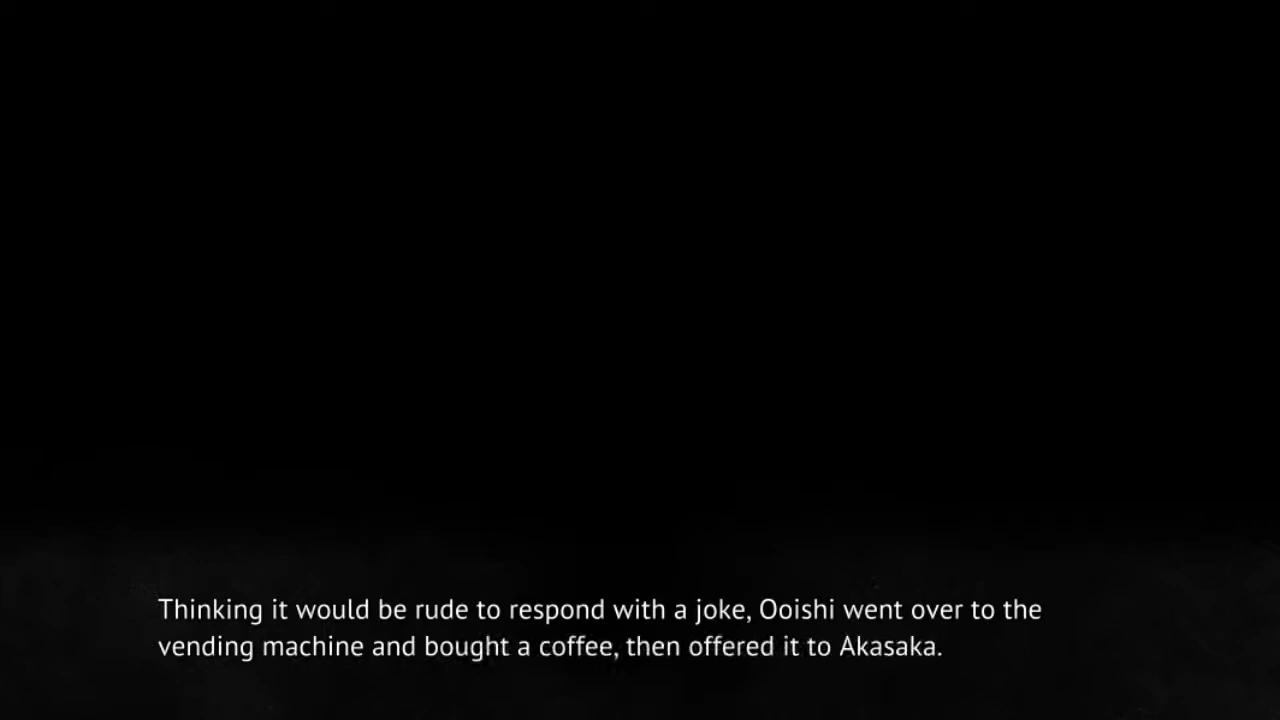 Thinking it would be rude to respond with a joke, Ooishi went over to the
vending machine and bought a coffee, then offered it to Akasaka.